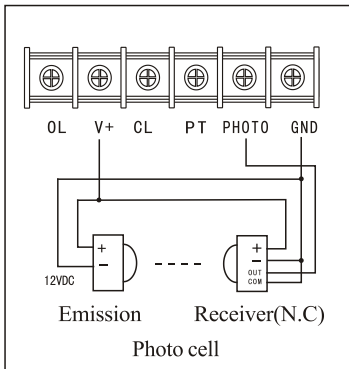 OL V+ CL PT PHOTO GND
+ +
- -
12VDC OUT
COM
Emission Receiver(N.C)
Photo cell